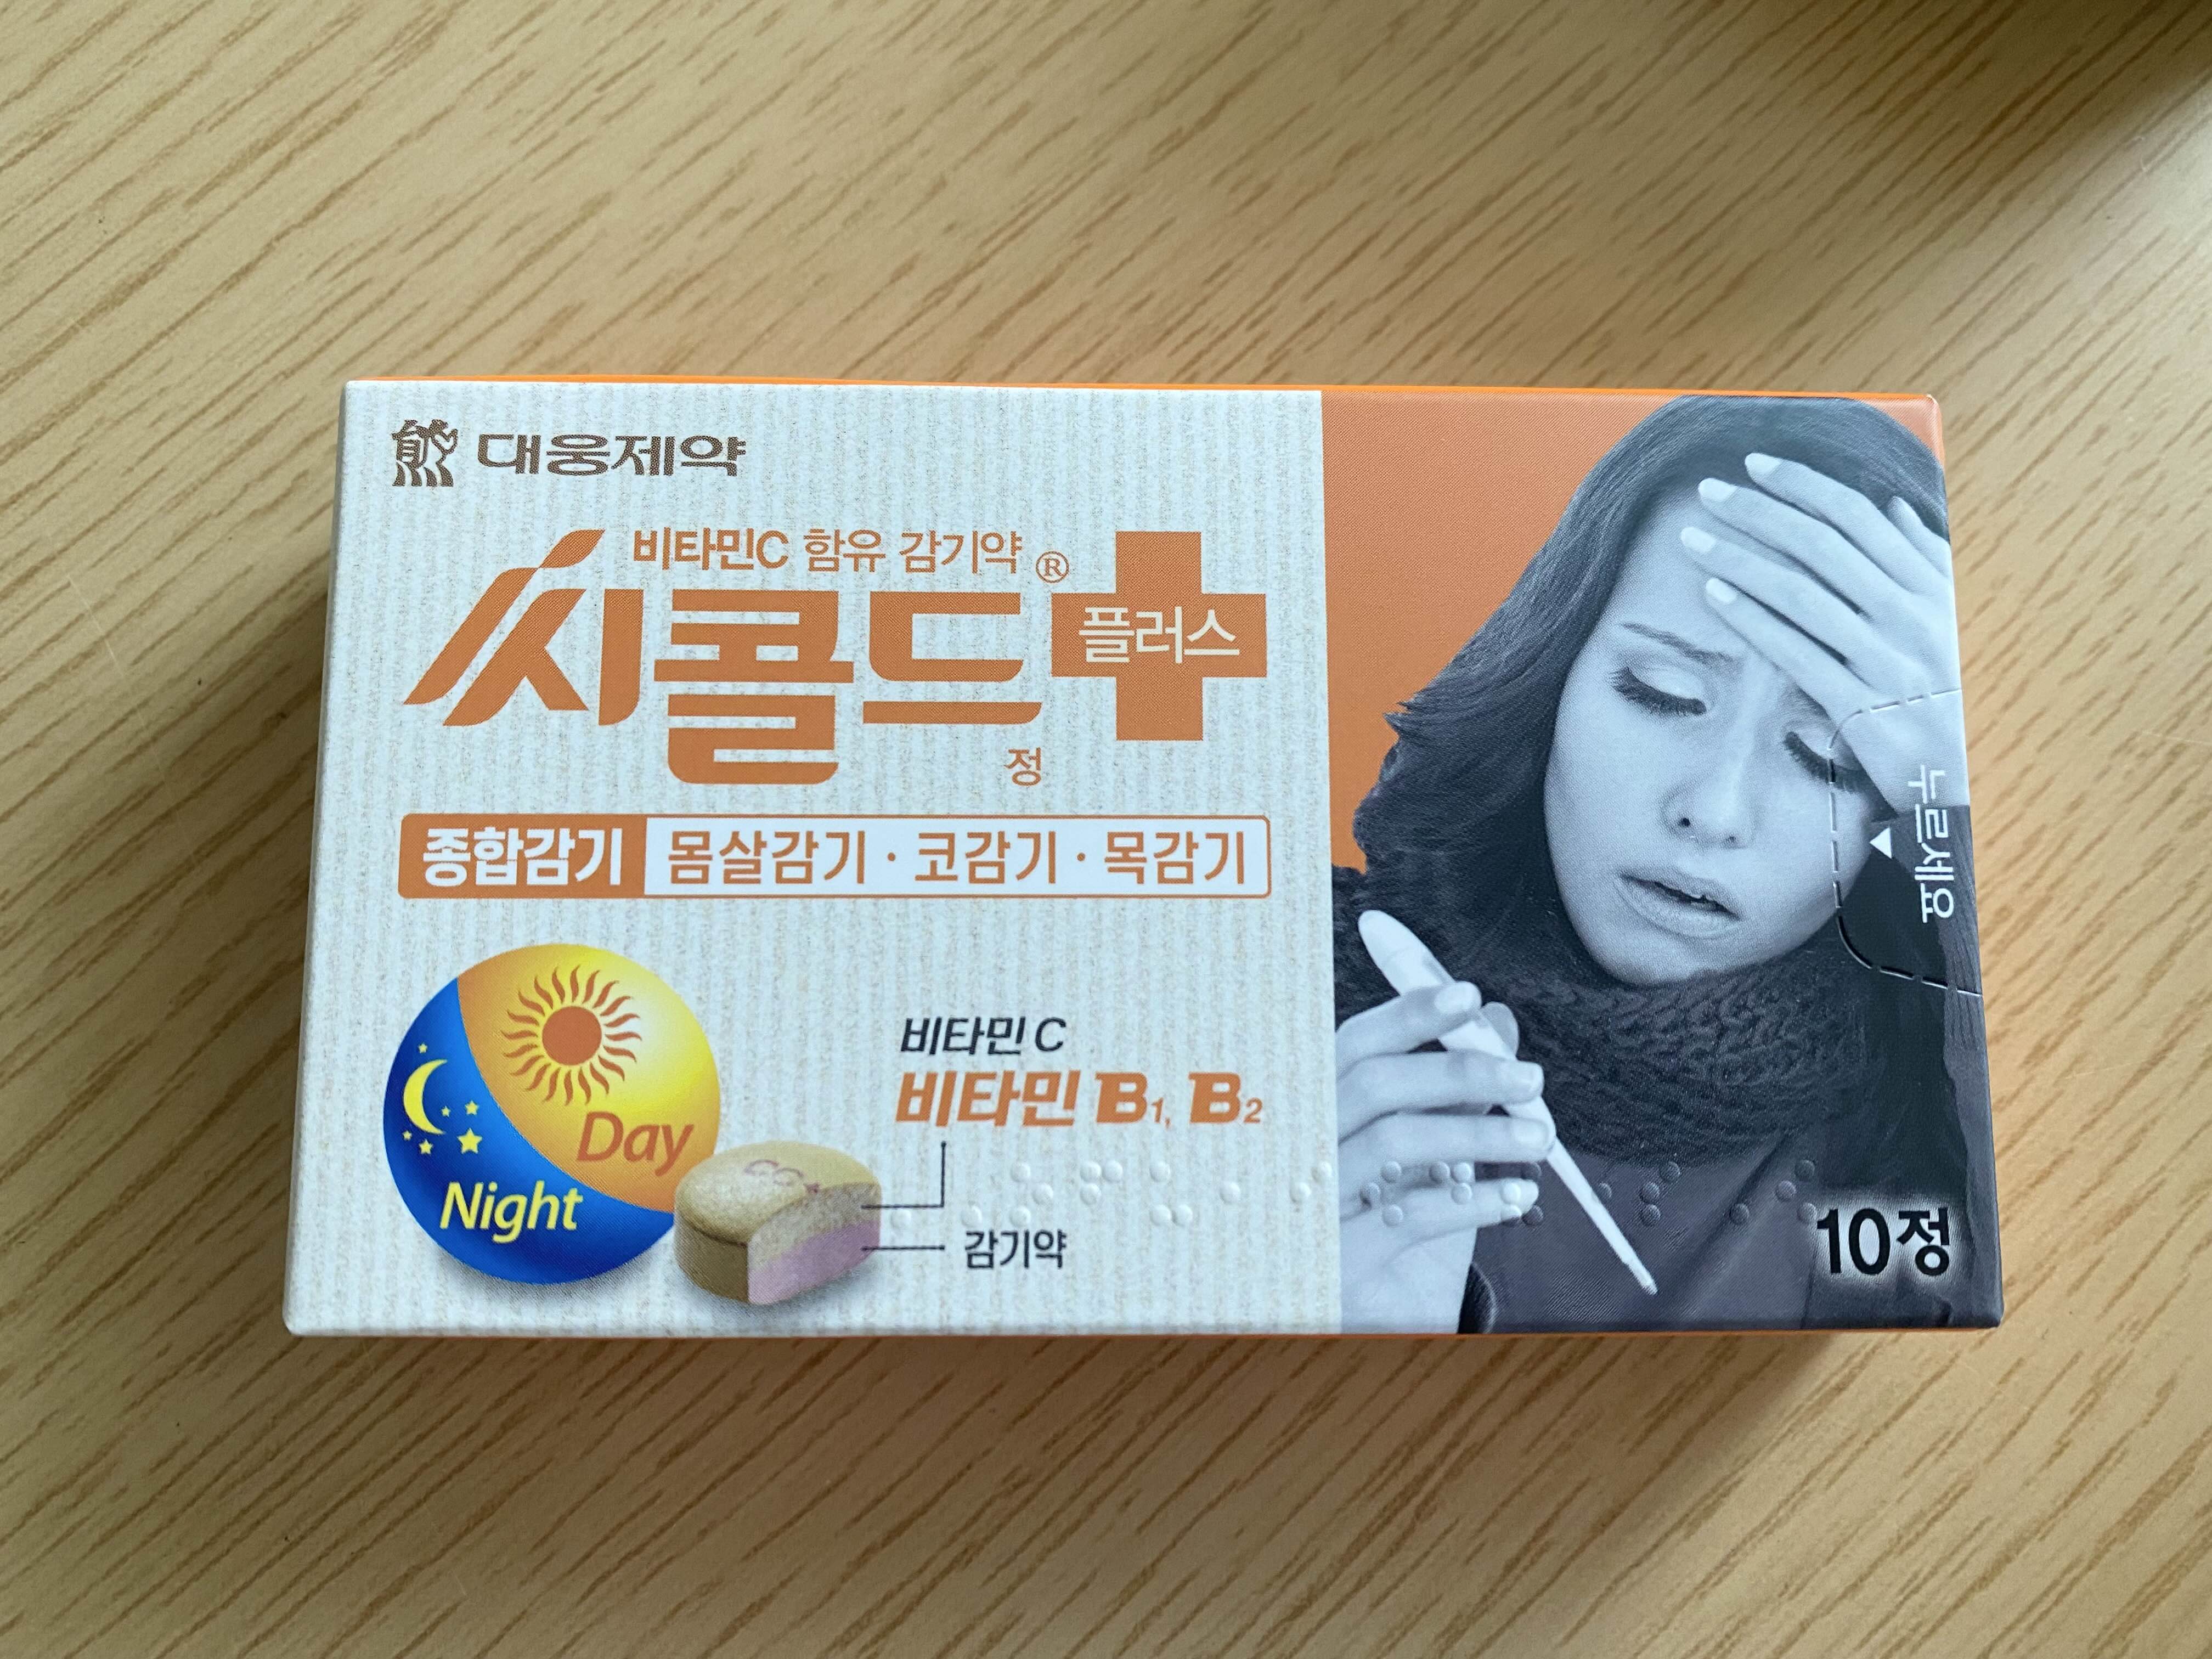 대웅제약
비타민C 함유 감기약
씨콜드® 플러스
정
종합감기 몸살감기 · 코감기 · 목감기
Day
Night
비타민 C
비타민 B1, B2
감기약
누르세요
10정